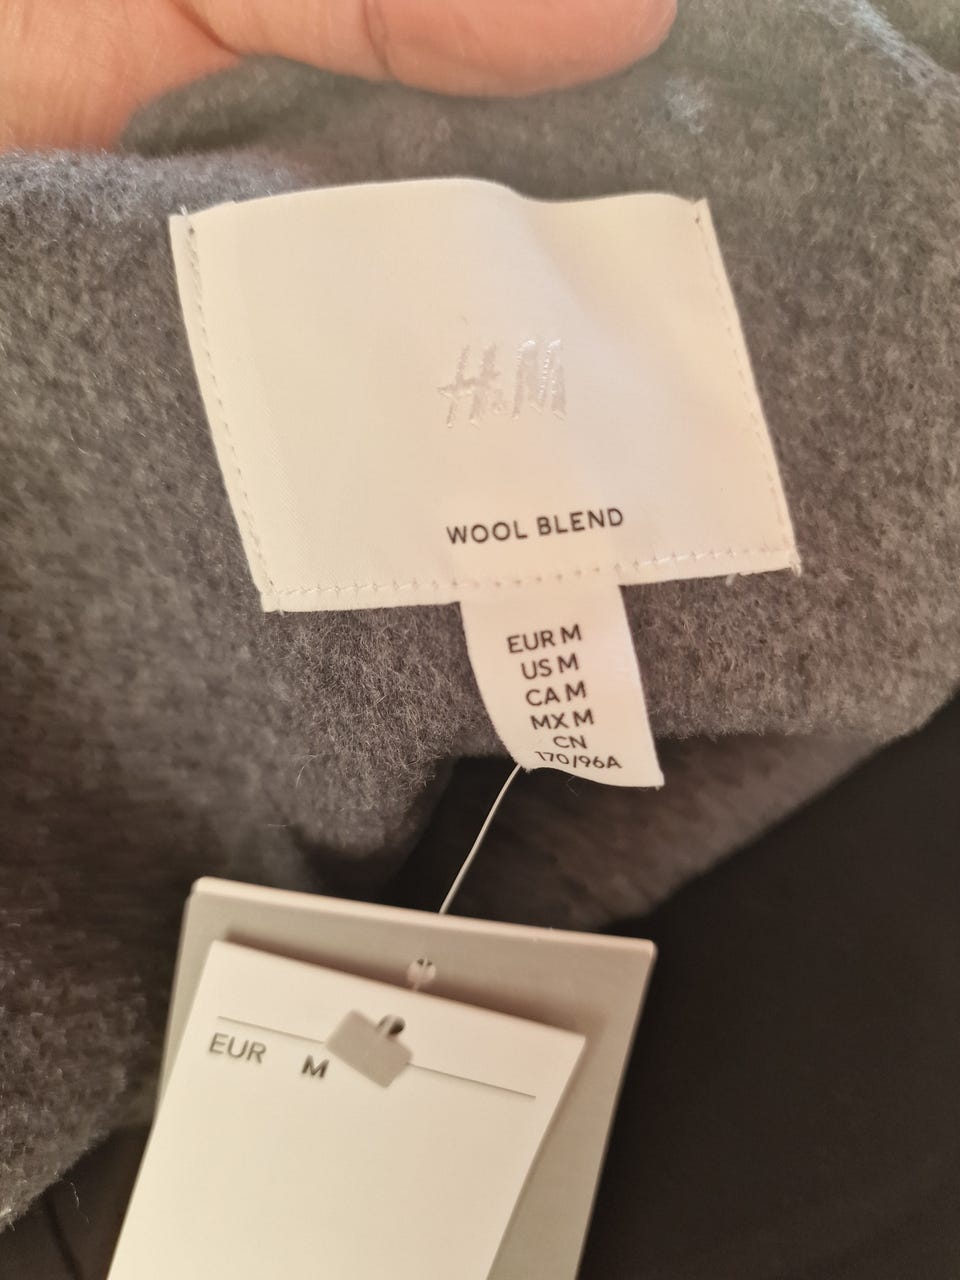 H&M
WOOL BLEND
EUR M
US M
CA M
MX M
CN
170/96A
EUR M